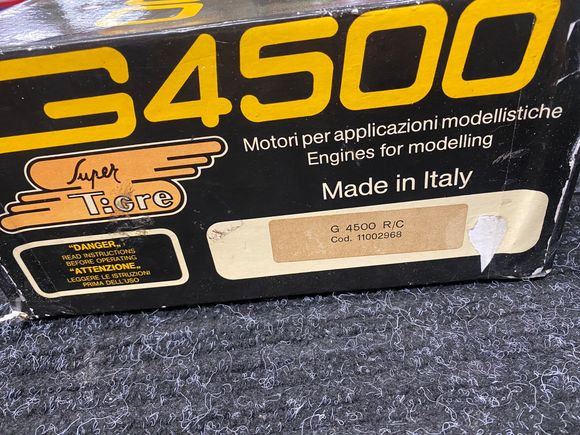 G4500
Motori per applicazioni modellistiche
Engines for modelling
Super
Tigre
Made in Italy
G 4500 R/C
Cod. 11002968
"DANGER„
READ INSTRUCTIONS
BEFORE OPERATING
"ATTENZIONE„
LEGGERE LE ISTRUZIONI
PRIMA DELL'USO